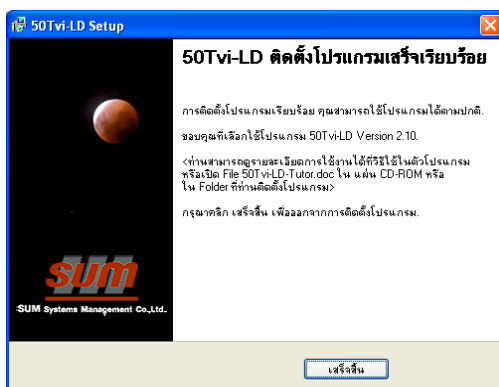 50Tvi-LD Setup
50Tvi-LD ติดตั้งโปรแกรมเสร็จเรียบร้อย
การติดตั้งโปรแกรมเรียบร้อย คุณสามารถใช้โปรแกรมได้ตามปกติ.
ขอบคุณที่เลือกใช้โปรแกรม 50Tvi-LD Version 2.10.
<ท่านสามารถดูรายละเอียดการใช้งานได้ที่วิธีใช้ในตัวโปรแกรม
หรือเปิด File 50Tvi-LD-Tutor.doc ใน แผ่น CD-ROM หรือ
ใน Folder ที่ท่านติดตั้งโปรแกรม>
กรุณาคลิก เสร็จสิ้น เพื่อออกจากการติดตั้งโปรแกรม.
SUM
SUM Systems Management Co.,Ltd.
เสร็จสิ้น